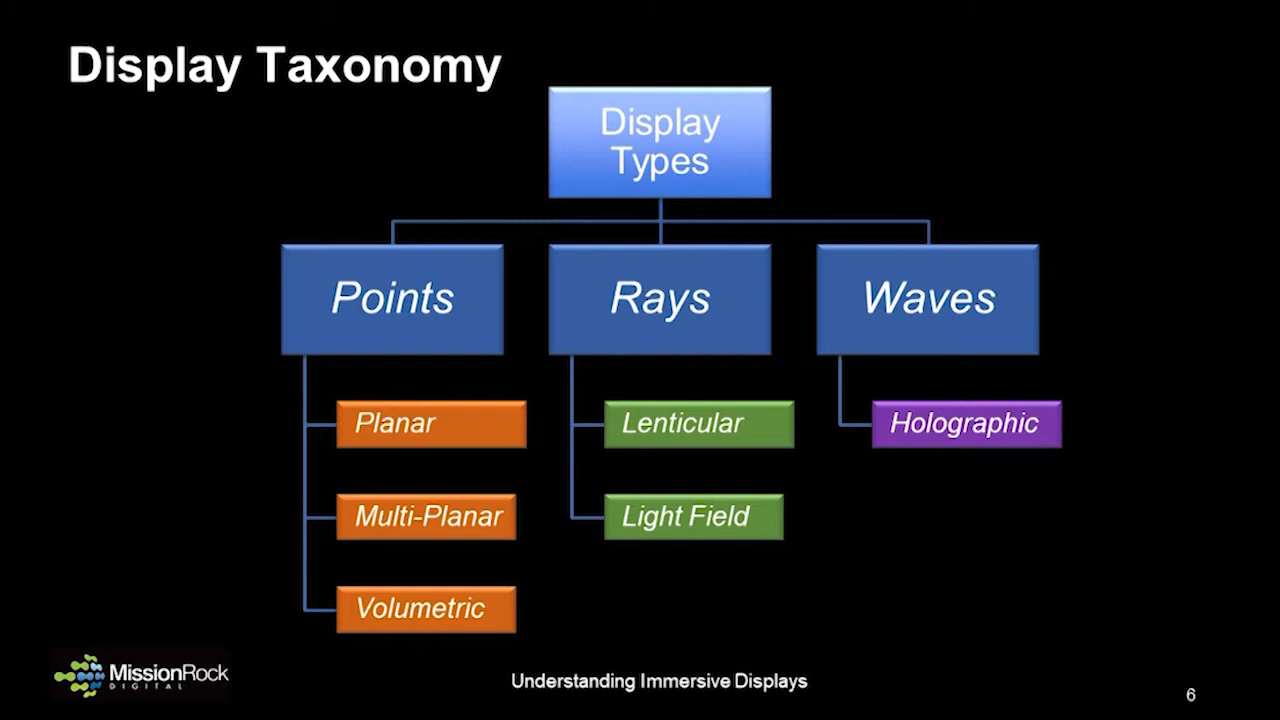 Display Taxonomy
Display
Types
Points
Rays
Waves
Planar
Lenticular
Holographic
Multi-Planar
Light Field
Volumetric
MissionRock
DIGITAL
Understanding Immersive Displays
6